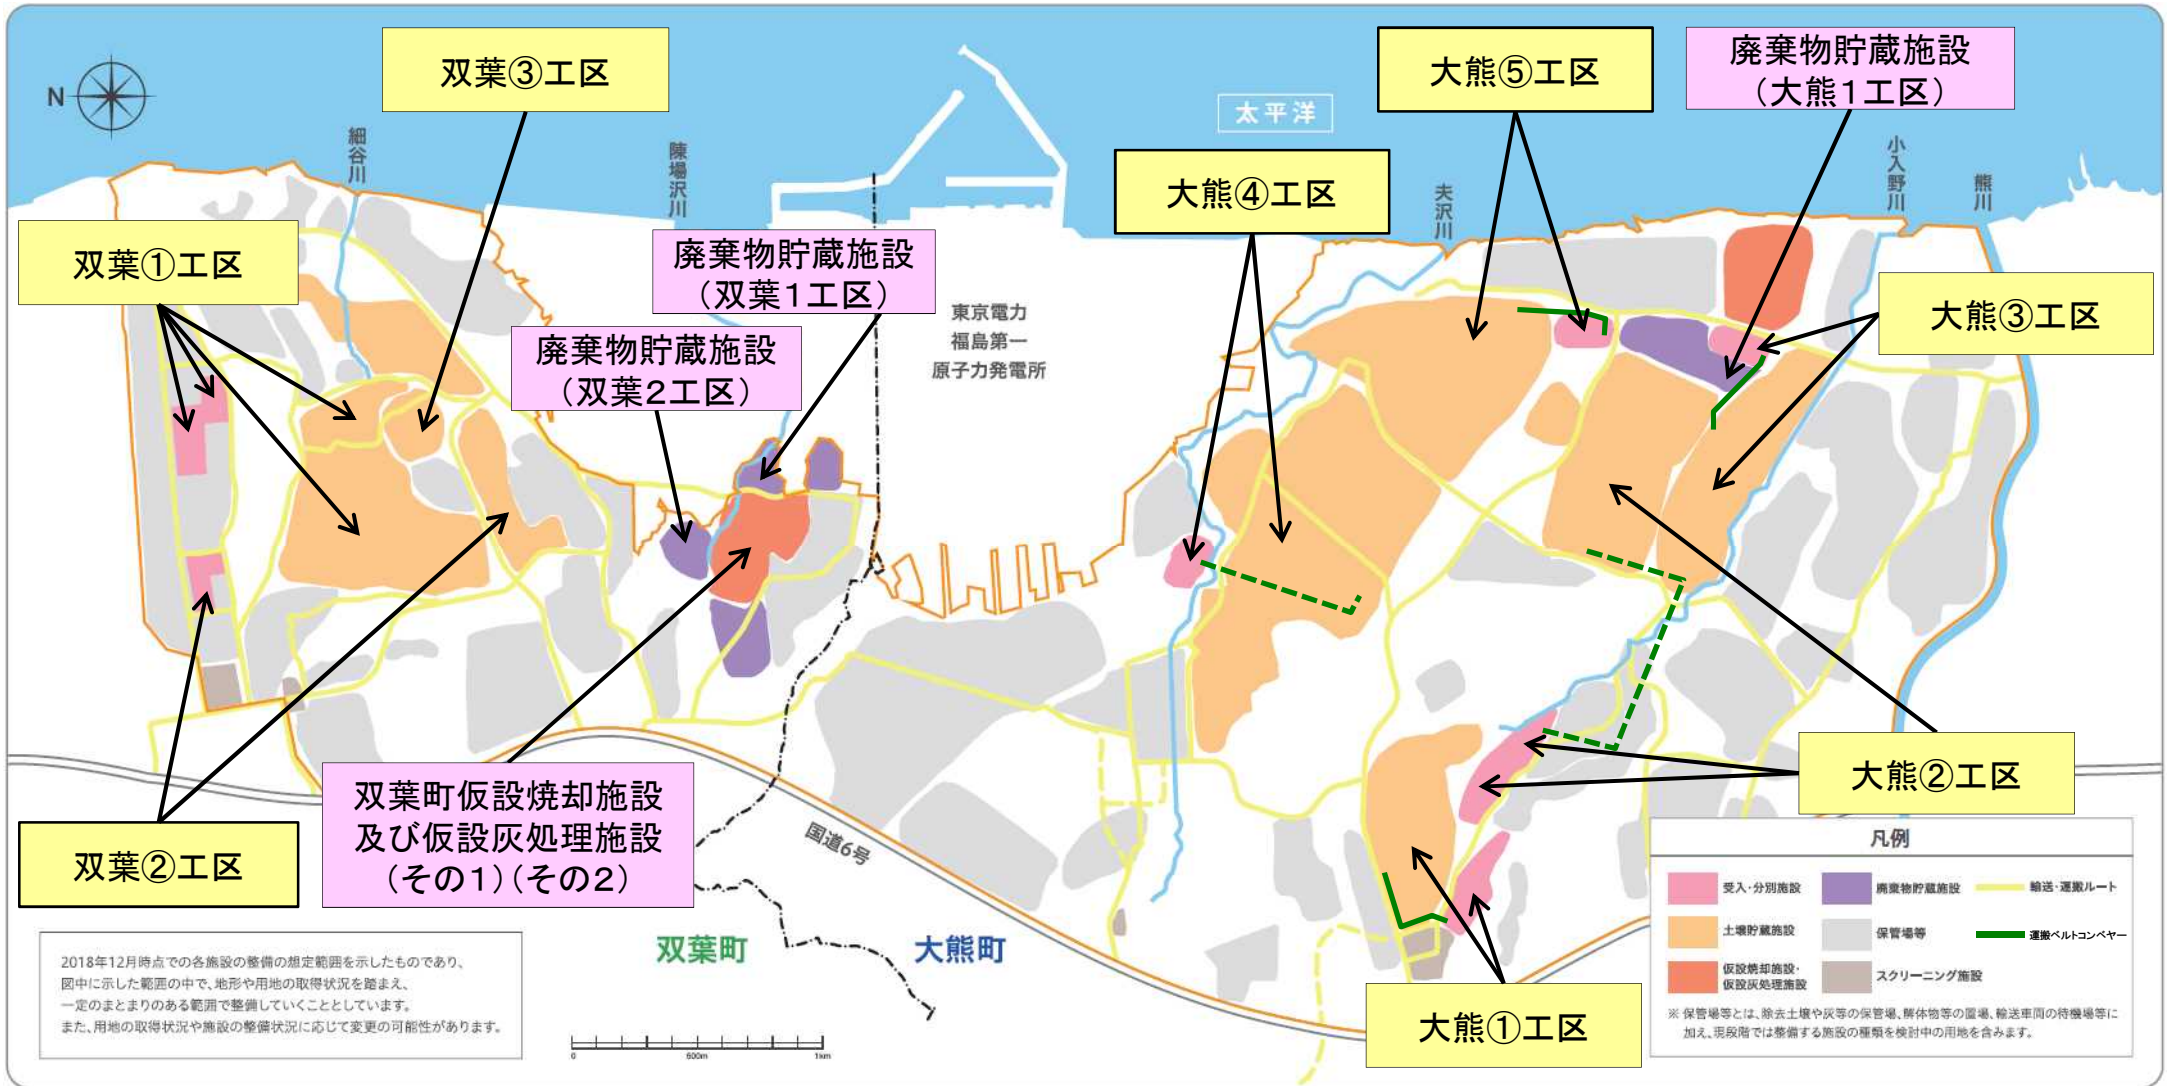 N
双葉③工区
細谷川
陳場沢川
太平洋
大熊⑤工区
廃棄物貯蔵施設
（大熊１工区）
大熊④工区
夫沢川
小入野川
熊川
双葉①工区
廃棄物貯蔵施設
（双葉１工区）
廃棄物貯蔵施設
（双葉２工区）
東京電力
福島第一
原子力発電所
大熊③工区
双葉②工区
双葉町仮設焼却施設
及び仮設灰処理施設
（その１）（その２）
国道6号
大熊②工区
双葉町
大熊町
大熊①工区
2018年12月時点での各施設の整備の想定範囲を示したものであり、
図中に示した範囲の中で、地形や用地の取得状況を踏まえ、
一定のまとまりのある範囲で整備していくこととしています。
また、用地の取得状況や施設の整備状況に応じて変更の可能性があります。
0 600m 1km
凡例
受入・分別施設
廃棄物貯蔵施設
輸送・運搬ルート
土壌貯蔵施設
保管場等
運搬ベルトコンベヤー
仮設焼却施設・
仮設灰処理施設
スクリーニング施設
※ 保管場等とは、除去土壌や灰等の保管場、解体物等の置場、輸送車両の待機場等に
加え、現段階では整備する施設の種類を検討中の用地を含みます。